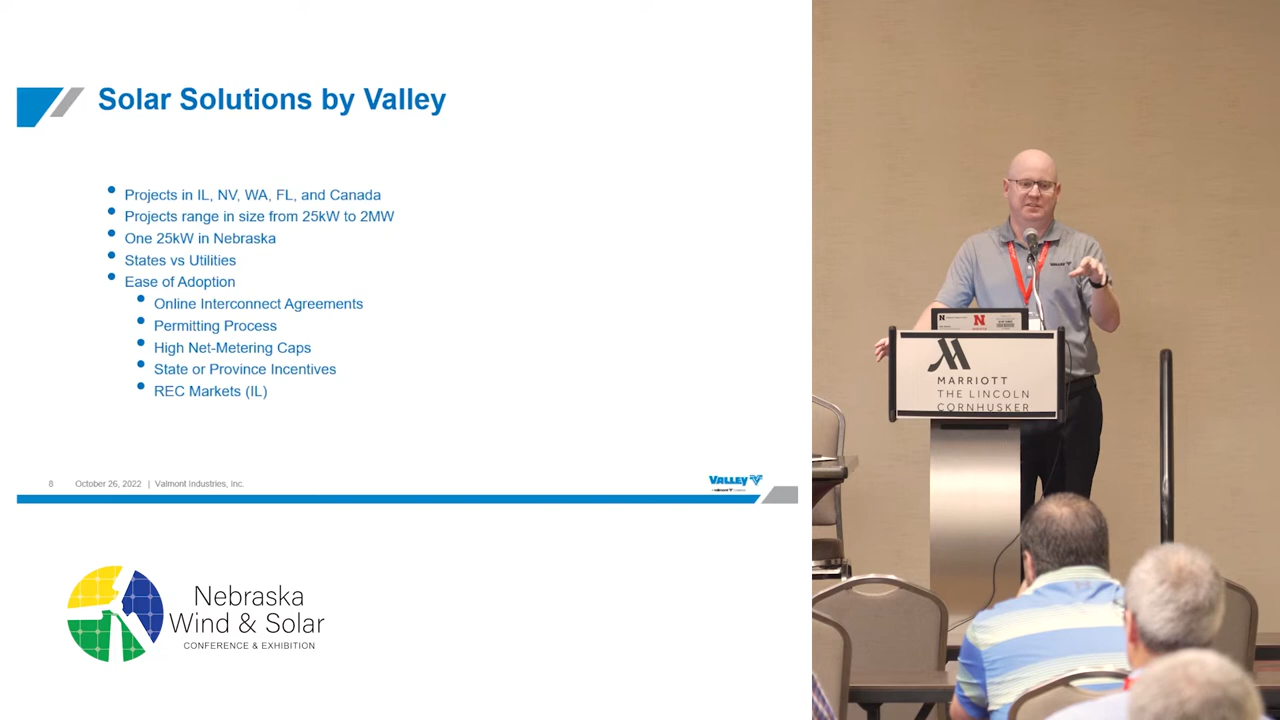 Solar Solutions by Valley
Projects in IL, NV, WA, FL, and Canada
Projects range in size from 25kW to 2MW
One 25kW in Nebraska
States vs Utilities
Ease of Adoption
Online Interconnect Agreements
Permitting Process
High Net-Metering Caps
State or Province Incentives
REC Markets (IL)
8 October 26, 2022 | Valmont Industries, Inc.
VALLEY
Nebraska
Wind & Solar
CONFERENCE & EXHIBITION
VALLEY
N
MARRIOTT
THE LINCOLN
CORNHUSKER